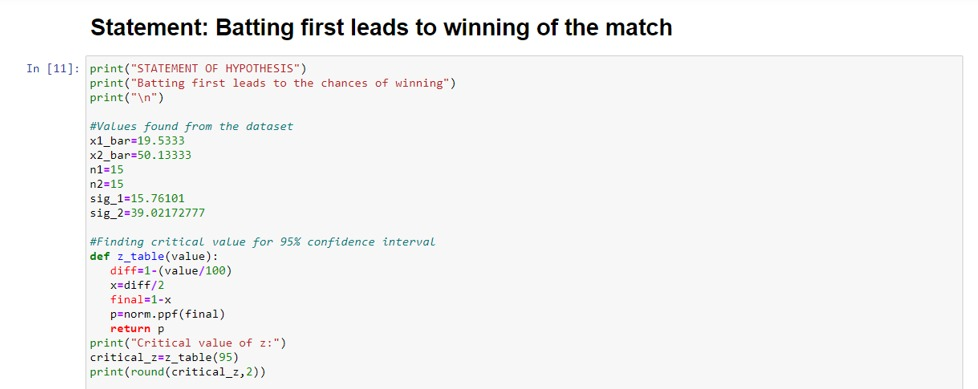 Statement: Batting first leads to winning of the match
In [11]: print("STATEMENT OF HYPOTHESIS")
print("Batting first leads to the chances of winning")
print("\n")
#Values found from the dataset
x1_bar=19.5333
x2_bar=50.13333
n1=15
n2=15
sig_1=15.76101
sig_2=39.02172777
#Finding critical value for 95% confidence interval
def z_table(value):
diff=1-(value/100)
x=diff/2
final=1-x
p=norm.ppf(final)
return p
print("Critical value of z:")
critical_z=z_table(95)
print(round(critical_z,2))